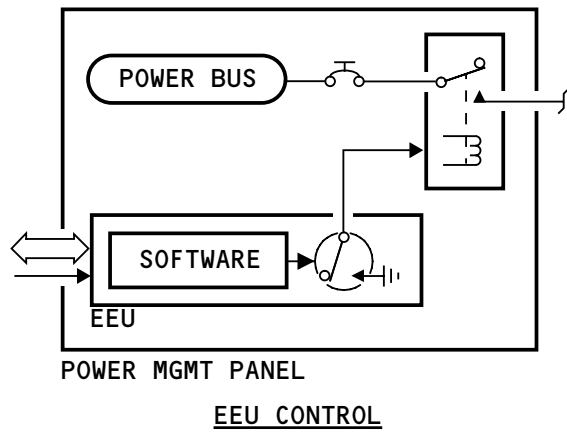 POWER BUS
SOFTWARE
EEU
POWER MGMT PANEL
EEU CONTROL